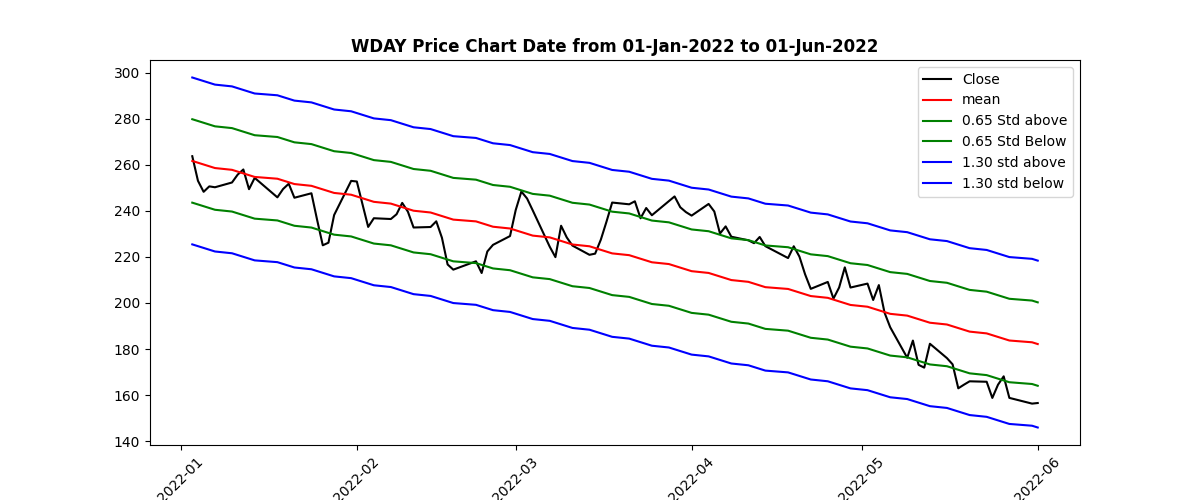 WDAY Price Chart Date from 01-Jan-2022 to 01-Jun-2022
300
280
260
240
220
200
180
160
140
Close
mean
0.65 Std above
0.65 Std Below
1.30 std above
1.30 std below
2022-01
2022-02
2022-03
2022-04
2022-05
2022-06